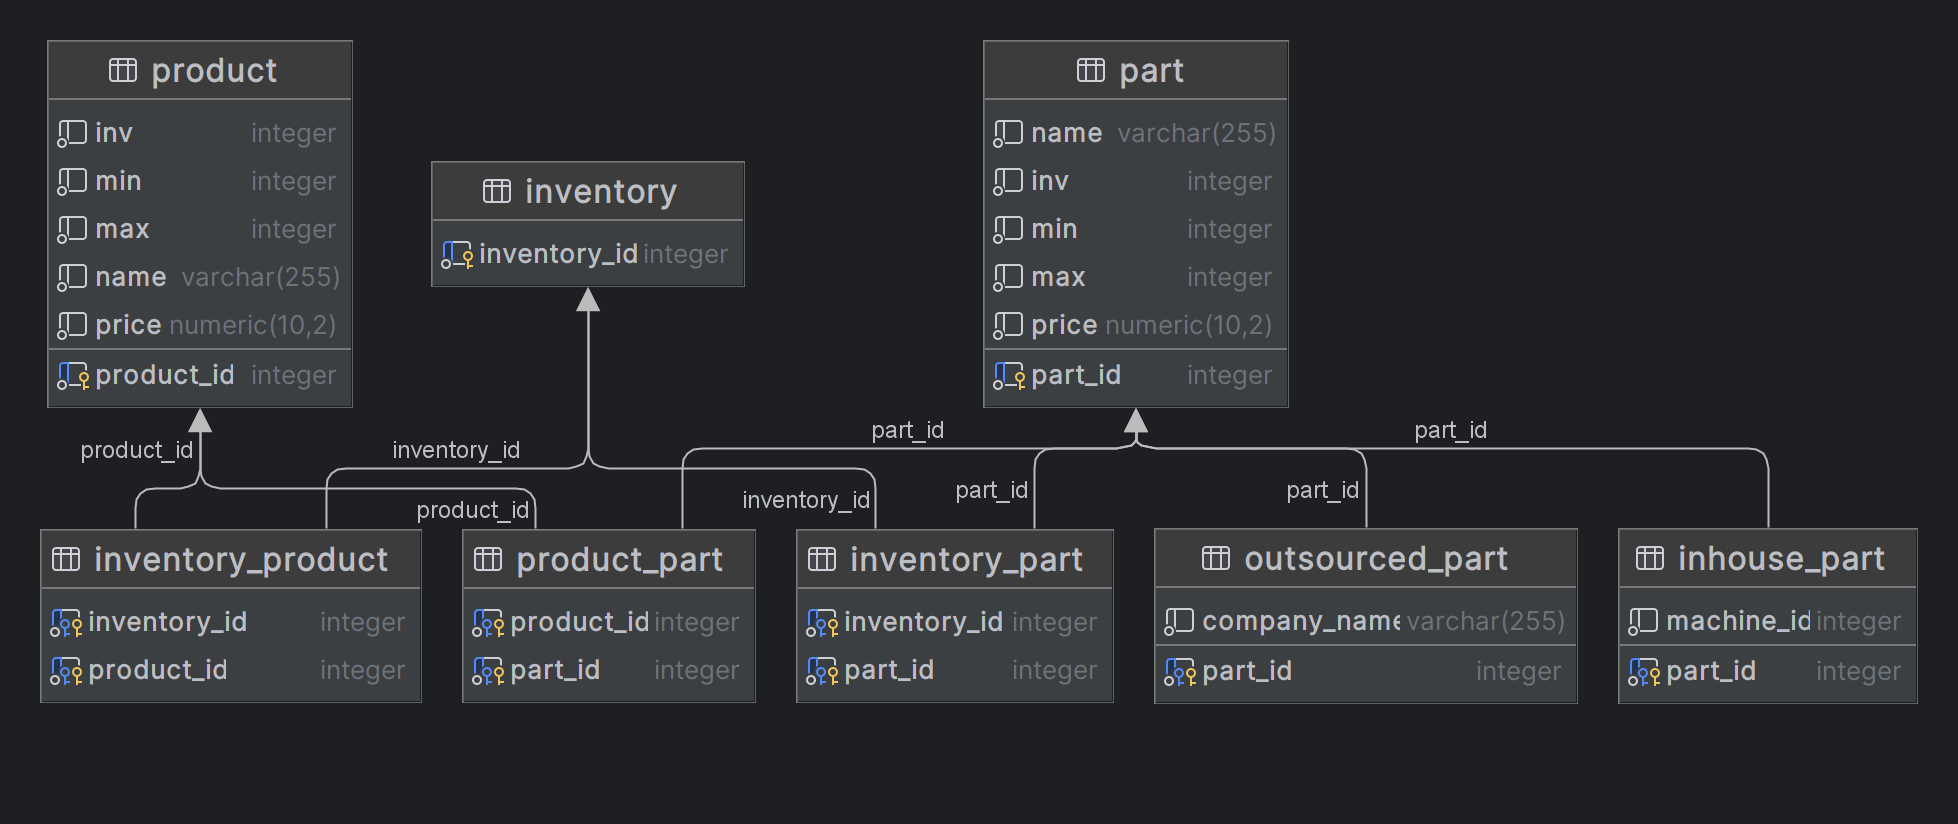 product
inv integer
min integer
max integer
name varchar(255)
price numeric(10,2)
product_id integer
inventory
inventory_id integer
part
name varchar(255)
inv integer
min integer
max integer
price numeric(10,2)
part_id integer
product_id
inventory_id
part_id
part_id
product_id
inventory_id
part_id
part_id
inventory_product
inventory_id integer
product_id integer
product_part
product_id integer
part_id integer
inventory_part
inventory_id integer
part_id integer
outsourced_part
company_name varchar(255)
part_id integer
inhouse_part
machine_id integer
part_id integer